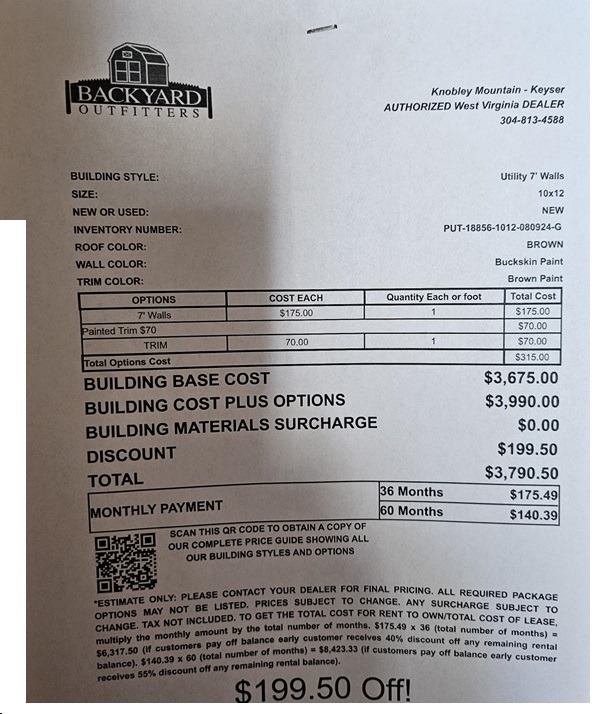 BACKYARD
OUTFITTERS
Knobley Mountain - Keyser
AUTHORIZED West Virginia DEALER
304-813-4588
BUILDING STYLE: Utility 7' Walls
SIZE: 10x12
NEW OR USED: NEW
INVENTORY NUMBER: PUT-18856-1012-080924-G
ROOF COLOR: BROWN
WALL COLOR: Buckskin Paint
TRIM COLOR: Brown Paint
OPTIONS COST EACH Quantity Each or foot Total Cost
7' Walls $175.00 1 $175.00
Painted Trim $70 $70.00
TRIM 70.00 1 $70.00
Total Options Cost $315.00
BUILDING BASE COST $3,675.00
BUILDING COST PLUS OPTIONS $3,990.00
BUILDING MATERIALS SURCHARGE $0.00
DISCOUNT $199.50
TOTAL $3,790.50
MONTHLY PAYMENT 36 Months $175.49
60 Months $140.39
SCAN THIS QR CODE TO OBTAIN A COPY OF
OUR COMPLETE PRICE GUIDE SHOWING ALL
OUR BUILDING STYLES AND OPTIONS
*ESTIMATE ONLY: PLEASE CONTACT YOUR DEALER FOR FINAL PRICING. ALL REQUIRED PACKAGE
OPTIONS MAY NOT BE LISTED. PRICES SUBJECT TO CHANGE. ANY SURCHARGE SUBJECT TO
CHANGE. TAX NOT INCLUDED. TO GET THE TOTAL COST FOR RENT TO OWN/TOTAL COST OF LEASE,
multiply the monthly amount by the total number of months. $175.49 x 36 (total number of months) =
$6,317.50 (if customers pay off balance early customer receives 40% discount off any remaining rental
balance). $140.39 x 60 (total number of months) = $8,423.33 (if customers pay off balance early customer
receives 55% discount off any remaining rental balance).
$199.50 Off!